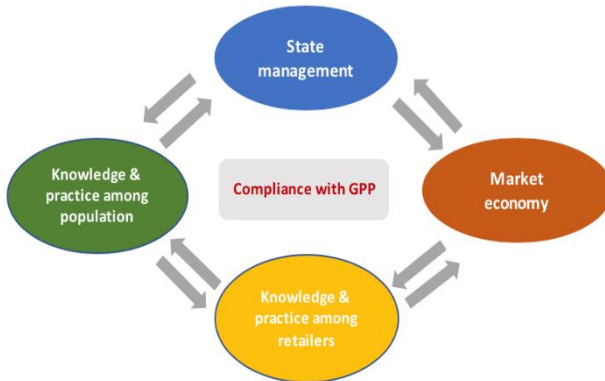 State
management
Knowledge &
practice among
population
Compliance with GPP
Market
economy
Knowledge &
practice among
retailers